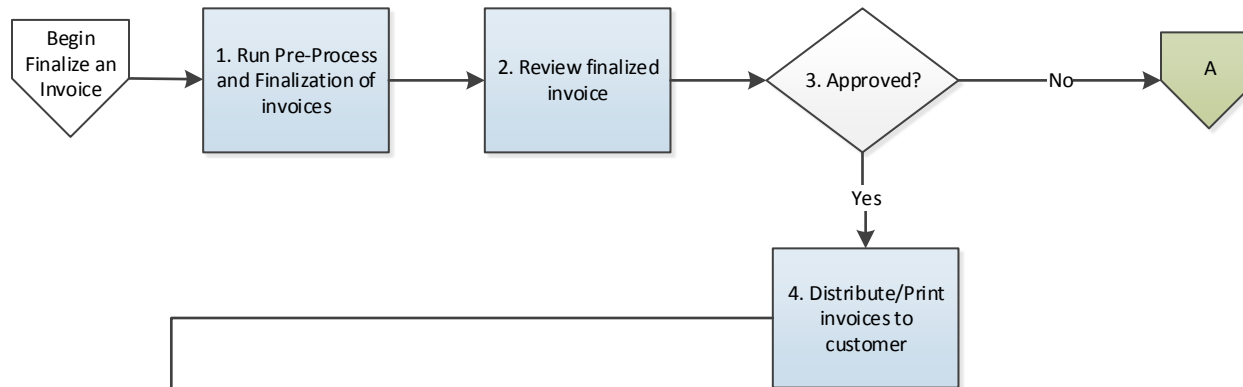 Begin
Finalize an
Invoice
1. Run Pre-Process
and Finalization of
invoices
2. Review finalized
invoice
3. Approved?
No
A
Yes
4. Distribute/Print
invoices to
customer